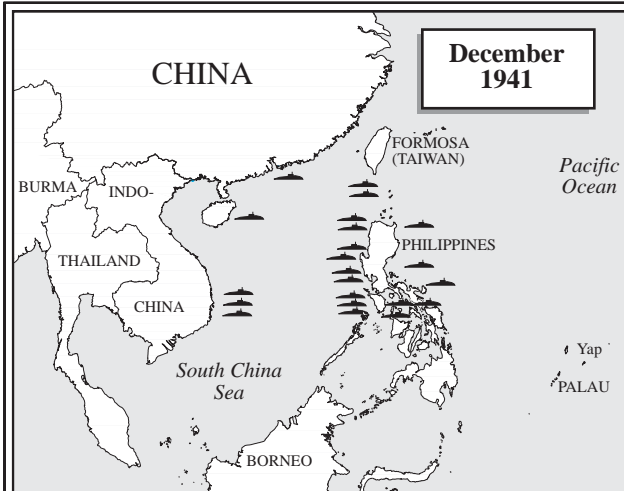 December
1941
CHINA
FORMOSA
(TAIWAN)
Pacific
Ocean
BURMA
INDO-
PHILIPPINES
THAILAND
CHINA
South China
Sea
Yap
PALAU
BORNEO